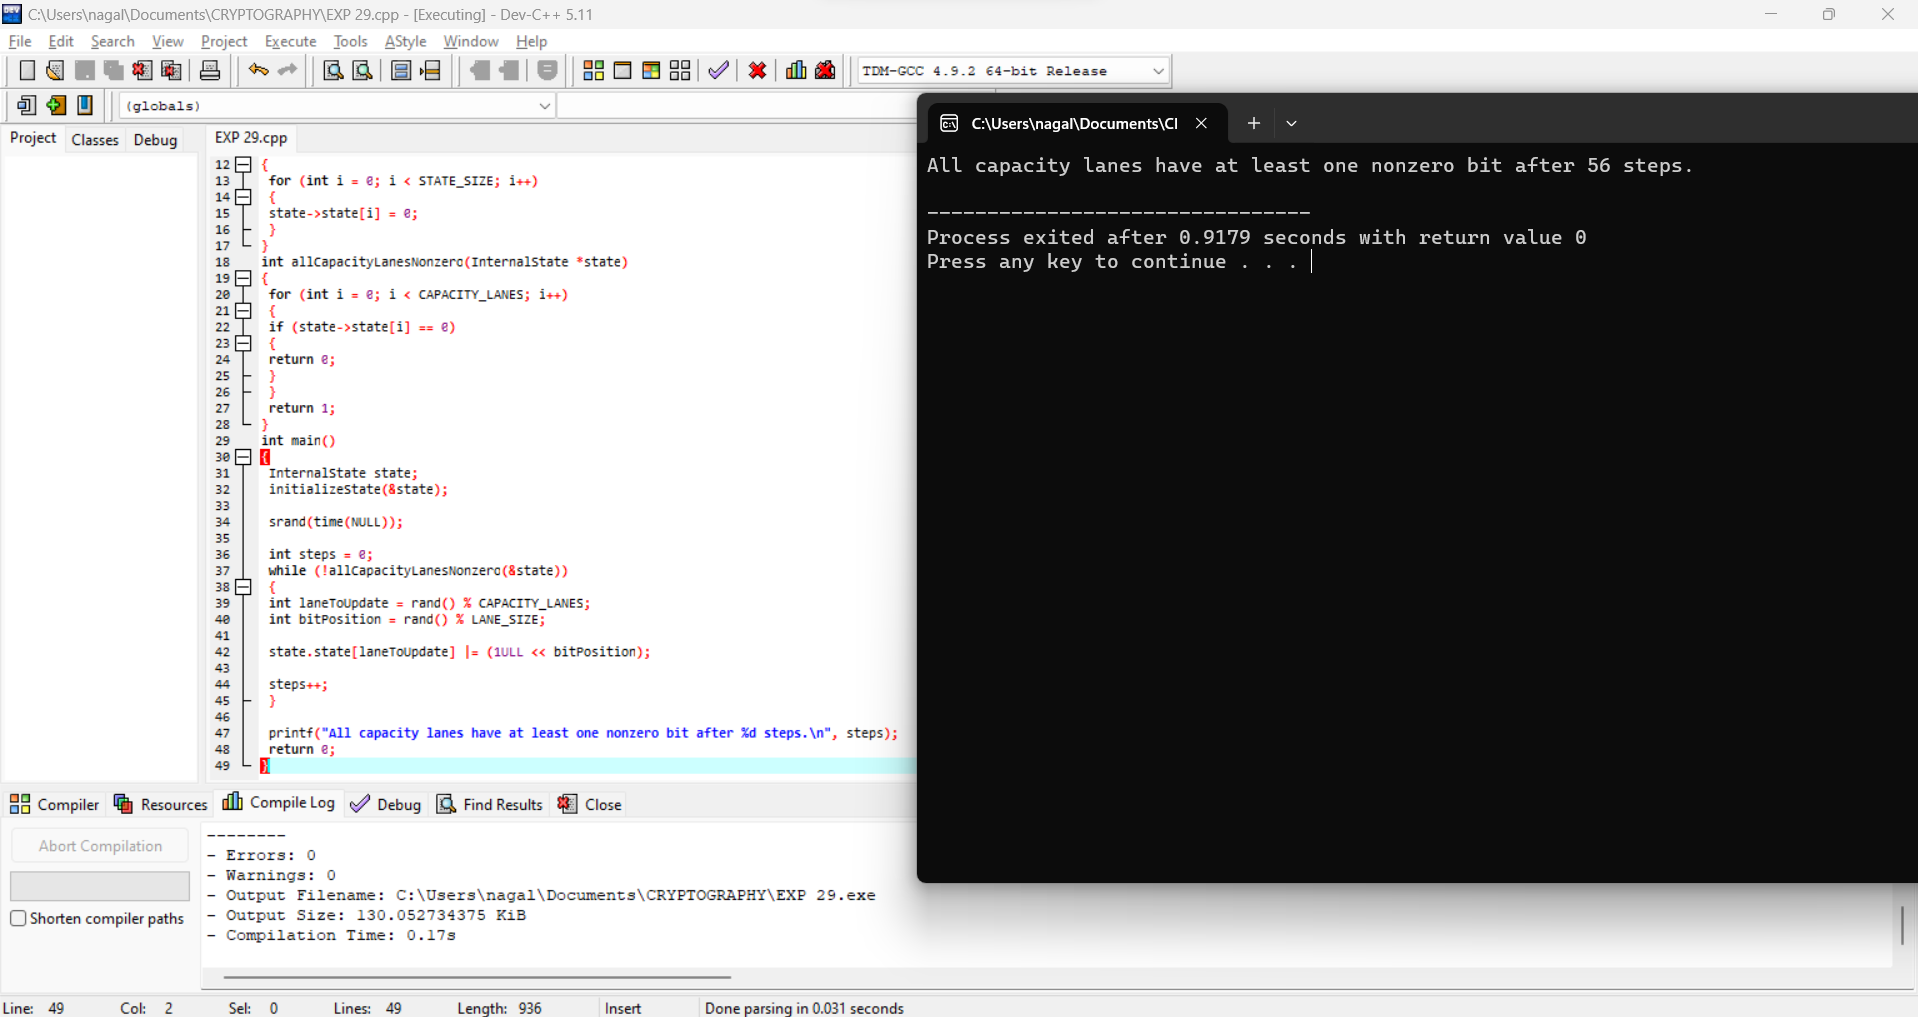 C:\Users\nagal\Documents\CRYPTOGRAPHY\EXP 29.cpp - [Executing] - Dev-C++ 5.11
File Edit Search View Project Execute Tools AStyle Window Help
TDM-GCC 4.9.2 64-bit Release
(globals)
Project Classes Debug
EXP 29.cpp
12 {
13 for (int i = 0; i < STATE_SIZE; i++)
14 {
15 state->state[i] = 0;
16 }
17 }
18 int allCapacityLanesNonzero(InternalState *state)
19 {
20 for (int i = 0; i < CAPACITY_LANES; i++)
21 {
22 if (state->state[i] == 0)
23 {
24 return 0;
25 }
26 }
27 return 1;
28 }
29 int main()
30 {
31 InternalState state;
32 initializeState(&state);
33
34 srand(time(NULL));
35
36 int steps = 0;
37 while (!allCapacityLanesNonzero(&state))
38 {
39 int laneToUpdate = rand() % CAPACITY_LANES;
40 int bitPosition = rand() % LANE_SIZE;
41
42 state.state[laneToUpdate] |= (1ULL << bitPosition);
43
44 steps++;
45 }
46
47 printf("All capacity lanes have at least one nonzero bit after %d steps.\n", steps);
48 return 0;
49 }
C:\Users\nagal\Documents\CI
All capacity lanes have at least one nonzero bit after 56 steps.
--------------------------------
Process exited after 0.9179 seconds with return value 0
Press any key to continue . . .
Compiler Resources Compile Log Debug Find Results Close
Abort Compilation
Shorten compiler paths
--------
- Errors: 0
- Warnings: 0
- Output Filename: C:\Users\nagal\Documents\CRYPTOGRAPHY\EXP 29.exe
- Output Size: 130.052734375 KiB
- Compilation Time: 0.17s
Line: 49 Col: 2 Sel: 0 Lines: 49 Length: 936 Insert Done parsing in 0.031 seconds